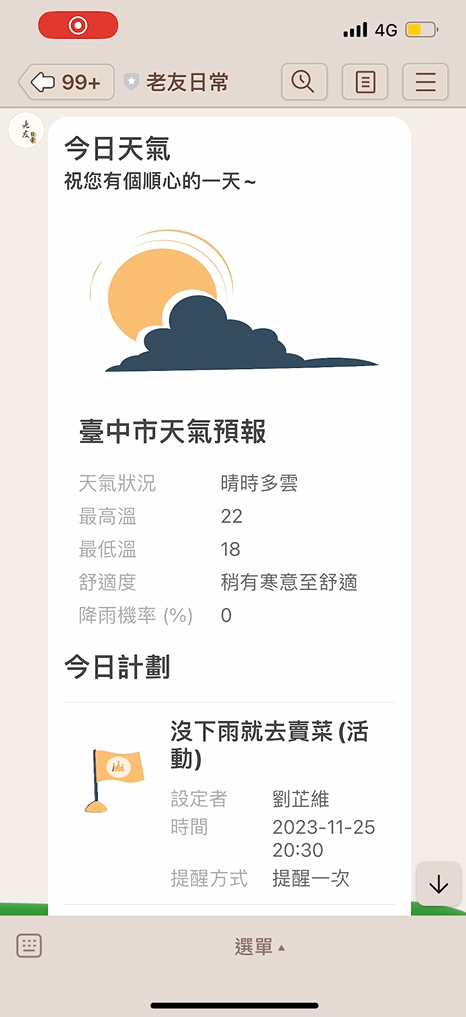 4G
99+
老友日常
老友
今日天氣
祝您有個順心的一天~
臺中市天氣預報
天氣狀況 晴時多雲
最高溫 22
最低溫 18
舒適度 稍有寒意至舒適
降雨機率 (%) 0
今日計劃
沒下雨就去賣菜 (活
動)
設定者 劉芷維
時間 2023-11-25
20:30
提醒方式 提醒一次
選單